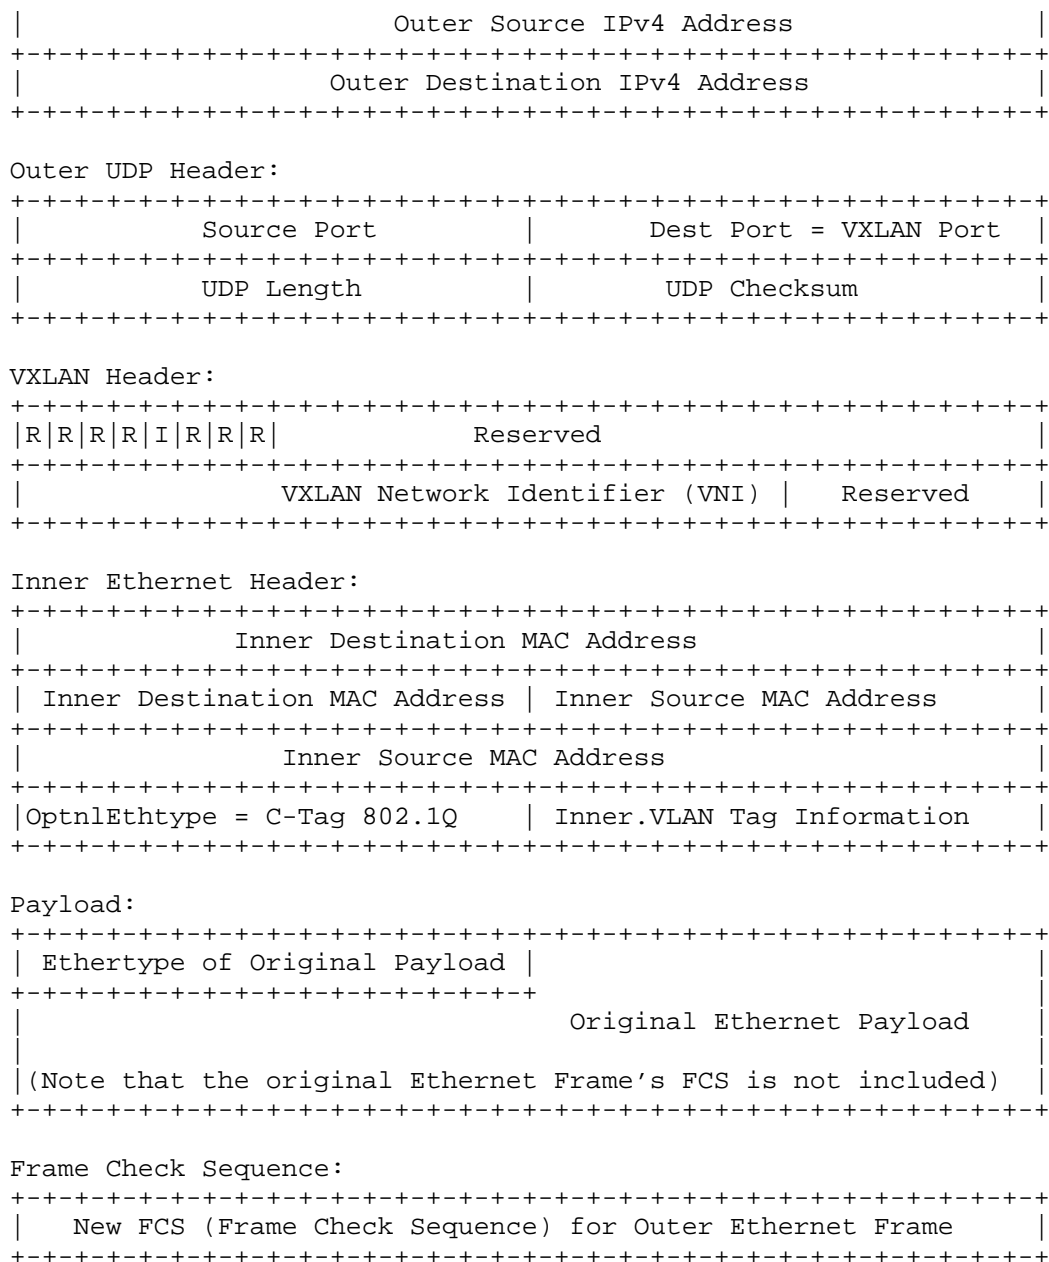 |                       Outer Source IPv4 Address               |
+-+-+-+-+-+-+-+-+-+-+-+-+-+-+-+-+-+-+-+-+-+-+-+-+-+-+-+-+-+-+-+-+
|                   Outer Destination IPv4 Address              |
+-+-+-+-+-+-+-+-+-+-+-+-+-+-+-+-+-+-+-+-+-+-+-+-+-+-+-+-+-+-+-+-+
Outer UDP Header:
+-+-+-+-+-+-+-+-+-+-+-+-+-+-+-+-+-+-+-+-+-+-+-+-+-+-+-+-+-+-+-+-+
|           Source Port         |       Dest Port = VXLAN Port  |
+-+-+-+-+-+-+-+-+-+-+-+-+-+-+-+-+-+-+-+-+-+-+-+-+-+-+-+-+-+-+-+-+
|           UDP Length          |        UDP Checksum           |
+-+-+-+-+-+-+-+-+-+-+-+-+-+-+-+-+-+-+-+-+-+-+-+-+-+-+-+-+-+-+-+-+
VXLAN Header:
+-+-+-+-+-+-+-+-+-+-+-+-+-+-+-+-+-+-+-+-+-+-+-+-+-+-+-+-+-+-+-+-+
|R|R|R|R|I|R|R|R|            Reserved                           |
+-+-+-+-+-+-+-+-+-+-+-+-+-+-+-+-+-+-+-+-+-+-+-+-+-+-+-+-+-+-+-+-+
|                VXLAN Network Identifier (VNI) |   Reserved    |
+-+-+-+-+-+-+-+-+-+-+-+-+-+-+-+-+-+-+-+-+-+-+-+-+-+-+-+-+-+-+-+-+
Inner Ethernet Header:
+-+-+-+-+-+-+-+-+-+-+-+-+-+-+-+-+-+-+-+-+-+-+-+-+-+-+-+-+-+-+-+-+
|             Inner Destination MAC Address                     |
+-+-+-+-+-+-+-+-+-+-+-+-+-+-+-+-+-+-+-+-+-+-+-+-+-+-+-+-+-+-+-+-+
| Inner Destination MAC Address | Inner Source MAC Address      |
+-+-+-+-+-+-+-+-+-+-+-+-+-+-+-+-+-+-+-+-+-+-+-+-+-+-+-+-+-+-+-+-+
|                Inner Source MAC Address                       |
+-+-+-+-+-+-+-+-+-+-+-+-+-+-+-+-+-+-+-+-+-+-+-+-+-+-+-+-+-+-+-+-+
|OptnlEthtype = C-Tag 802.1Q    | Inner.VLAN Tag Information    |
+-+-+-+-+-+-+-+-+-+-+-+-+-+-+-+-+-+-+-+-+-+-+-+-+-+-+-+-+-+-+-+-+
Payload:
+-+-+-+-+-+-+-+-+-+-+-+-+-+-+-+-+-+-+-+-+-+-+-+-+-+-+-+-+-+-+-+-+
| Ethertype of Original Payload |                               |
+-+-+-+-+-+-+-+-+-+-+-+-+-+-+-+-+                               |
|                                  Original Ethernet Payload    |
|                                                               |
|(Note that the original Ethernet Frame’s FCS is not included)  |
+-+-+-+-+-+-+-+-+-+-+-+-+-+-+-+-+-+-+-+-+-+-+-+-+-+-+-+-+-+-+-+-+
Frame Check Sequence:
+-+-+-+-+-+-+-+-+-+-+-+-+-+-+-+-+-+-+-+-+-+-+-+-+-+-+-+-+-+-+-+-+
|   New FCS (Frame Check Sequence) for Outer Ethernet Frame     |
+-+-+-+-+-+-+-+-+-+-+-+-+-+-+-+-+-+-+-+-+-+-+-+-+-+-+-+-+-+-+-+-+